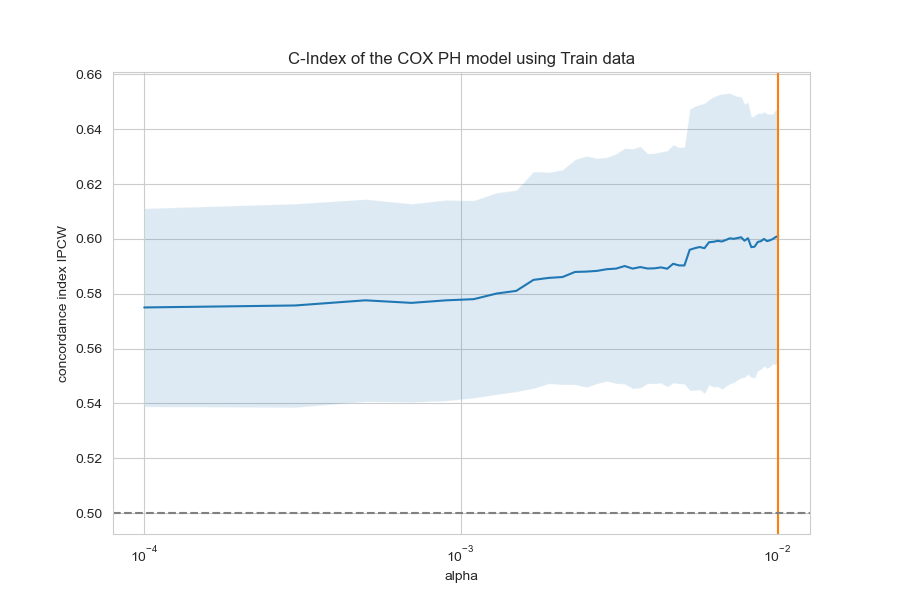 C-Index of the COX PH model using Train data
concordance index IPCW
0.66
0.64
0.62
0.60
0.58
0.56
0.54
0.52
0.50
10⁻⁴ 10⁻³ 10⁻²
alpha